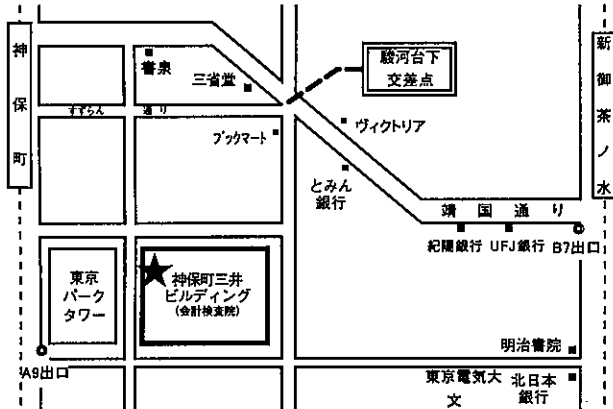 神保町
新御茶ノ水
駿河台下
交差点
書泉
三省堂
すずらん通り
ブックマート
ヴィクトリア
とみん
銀行
靖国通り
紀陽銀行
UFJ銀行
B7出口
東京
パーク
タワー
神保町三井
ビルディング
(会計検査院)
A9出口
明治書院
東京電気大
文
北日本
銀行